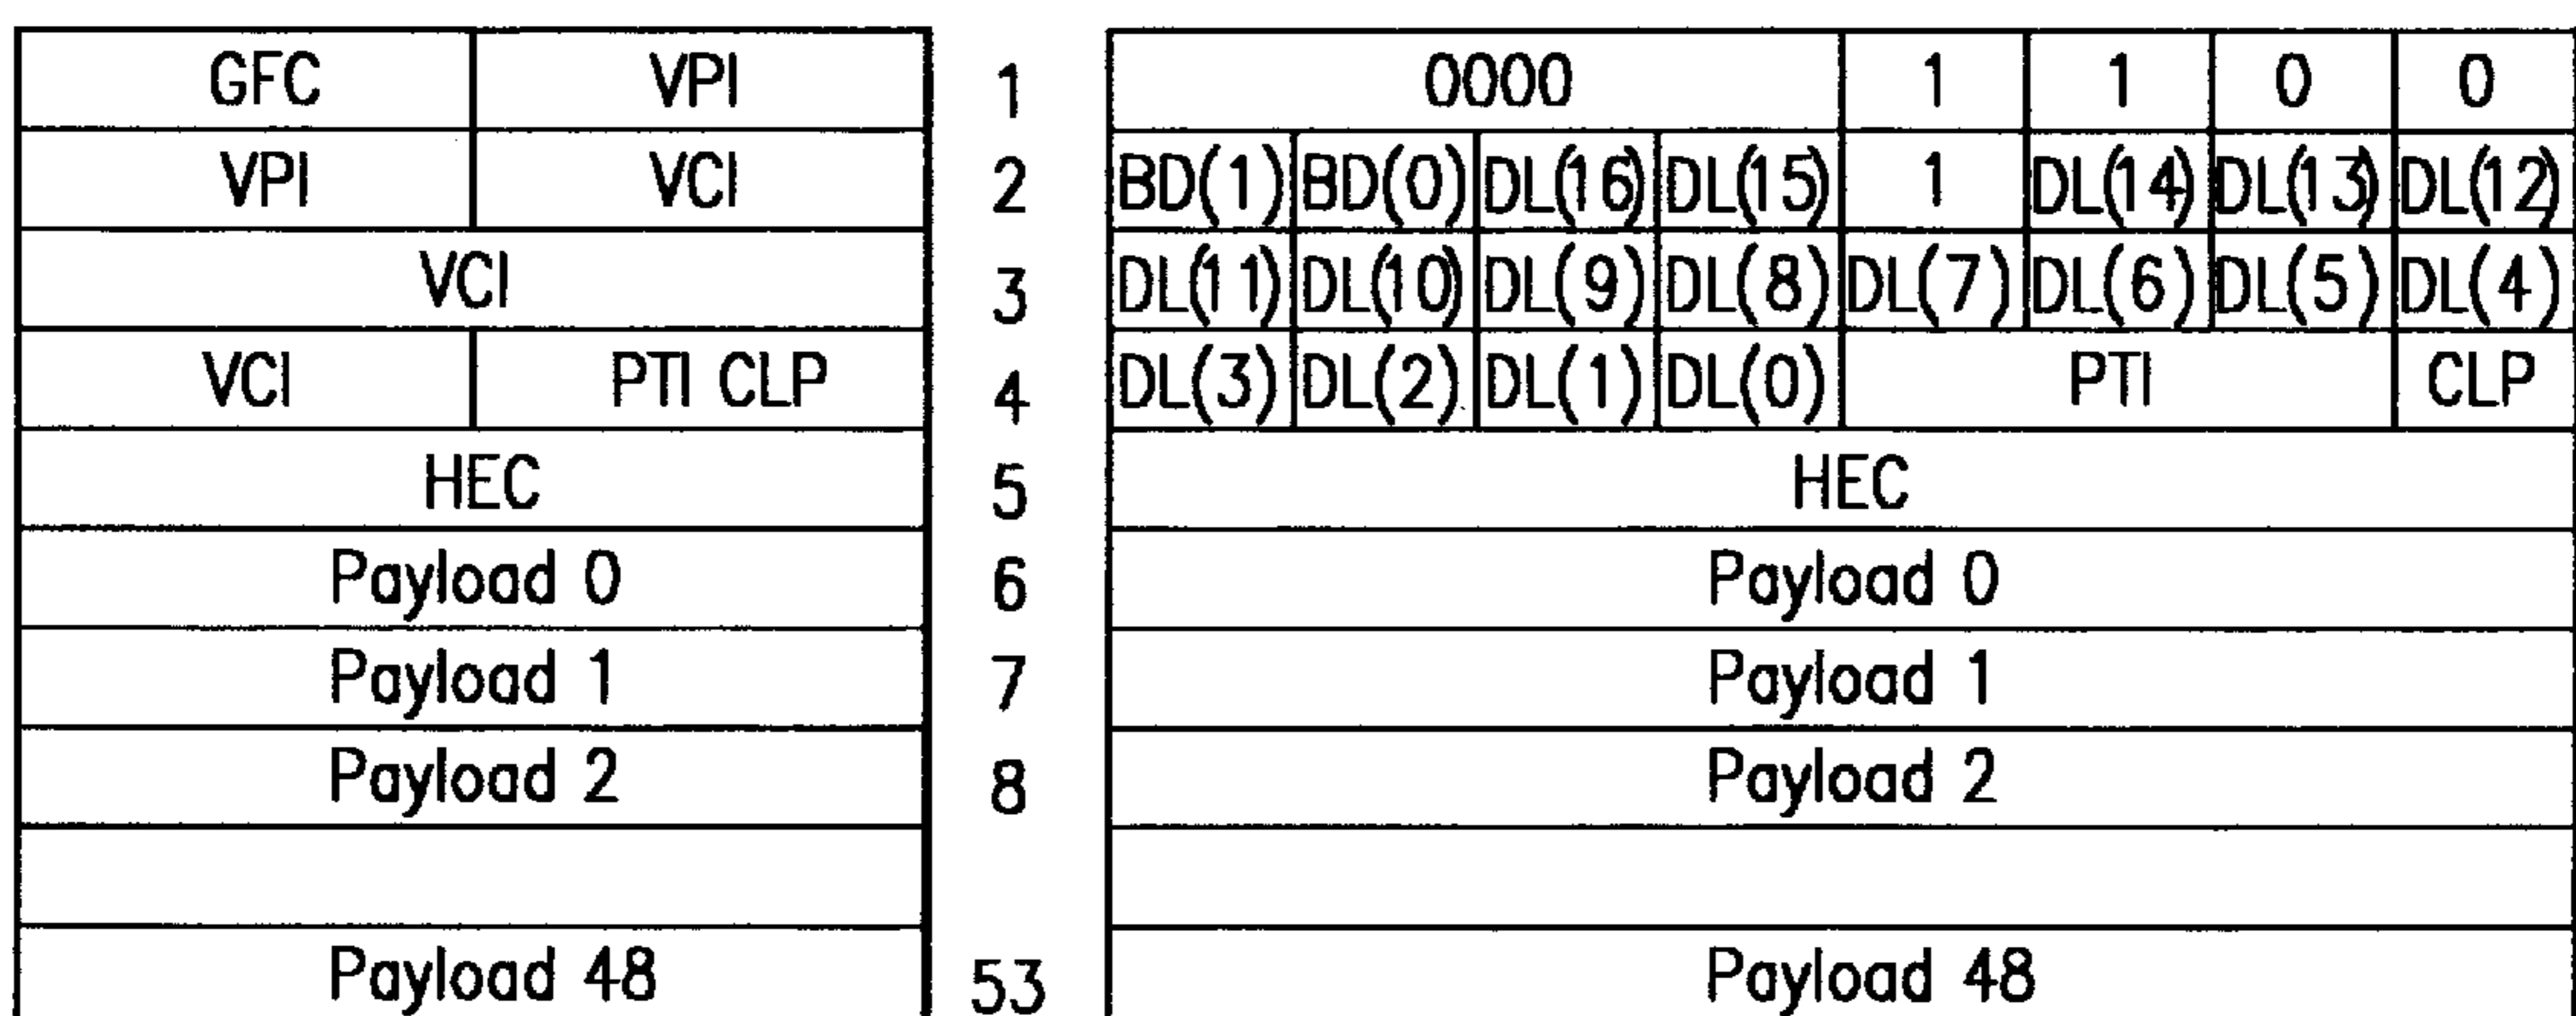 GFC VPI 1 0000 1 1 0 0
VPI VCI 2 BD(1) BD(0) DL(16) DL(15) 1 DL(14) DL(13) DL(12)
VCI 3 DL(11) DL(10) DL(9) DL(8) DL(7) DL(6) DL(5) DL(4)
VCI PTI CLP 4 DL(3) DL(2) DL(1) DL(0) PTI CLP
HEC 5 HEC
Payload 0 6 Payload 0
Payload 1 7 Payload 1
Payload 2 8 Payload 2
Payload 48 53 Payload 48